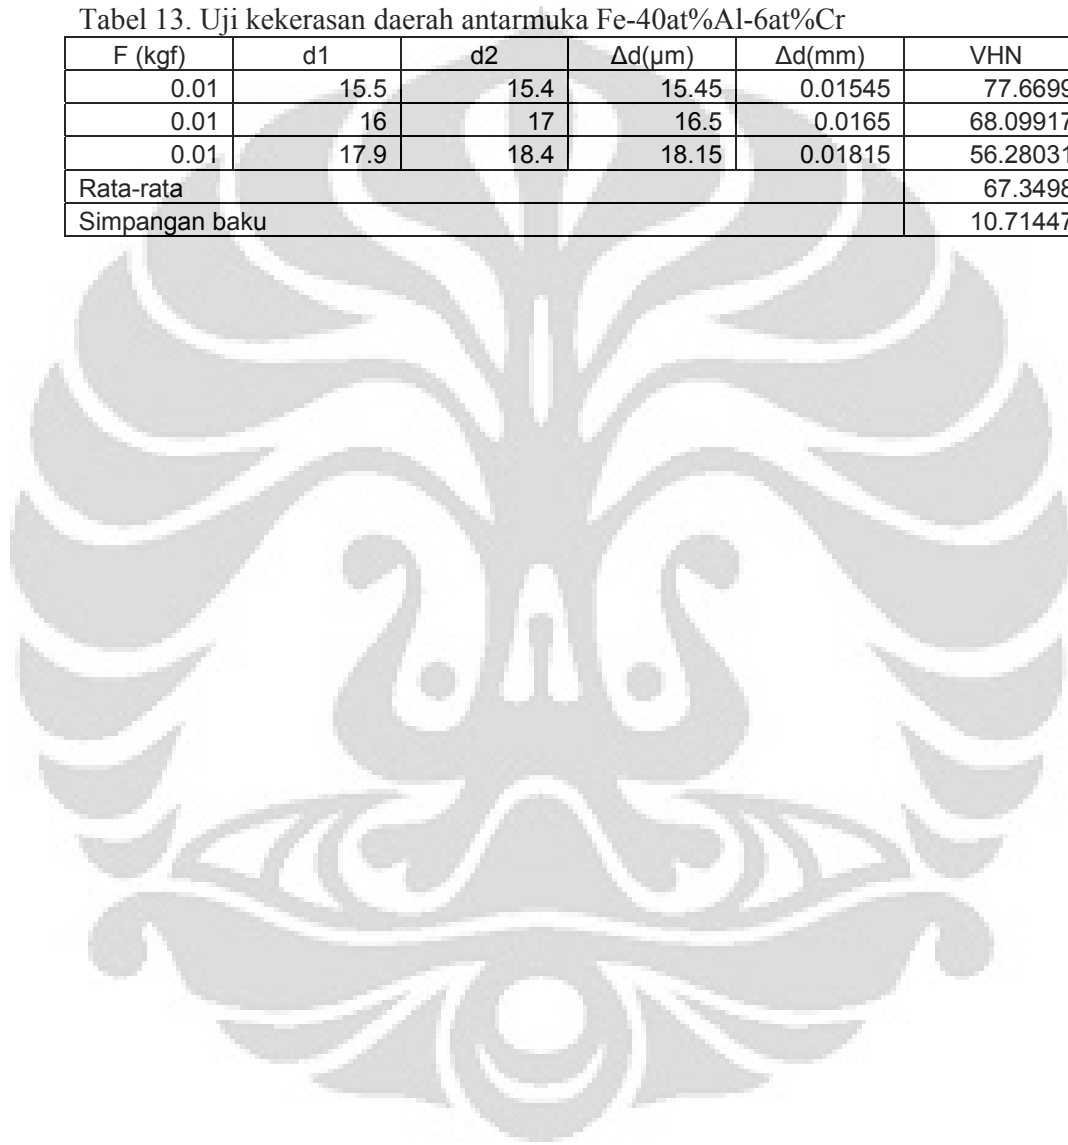 Tabel 13. Uji kekerasan daerah antarmuka Fe-40at%Al-6at%Cr
F (kgf) d1 d2 Δd(μm) Δd(mm) VHN
0.01 15.5 15.4 15.45 0.01545 77.6699
0.01 16 17 16.5 0.0165 68.09917
0.01 17.9 18.4 18.15 0.01815 56.28031
Rata-rata 67.3498
Simpangan baku 10.71447